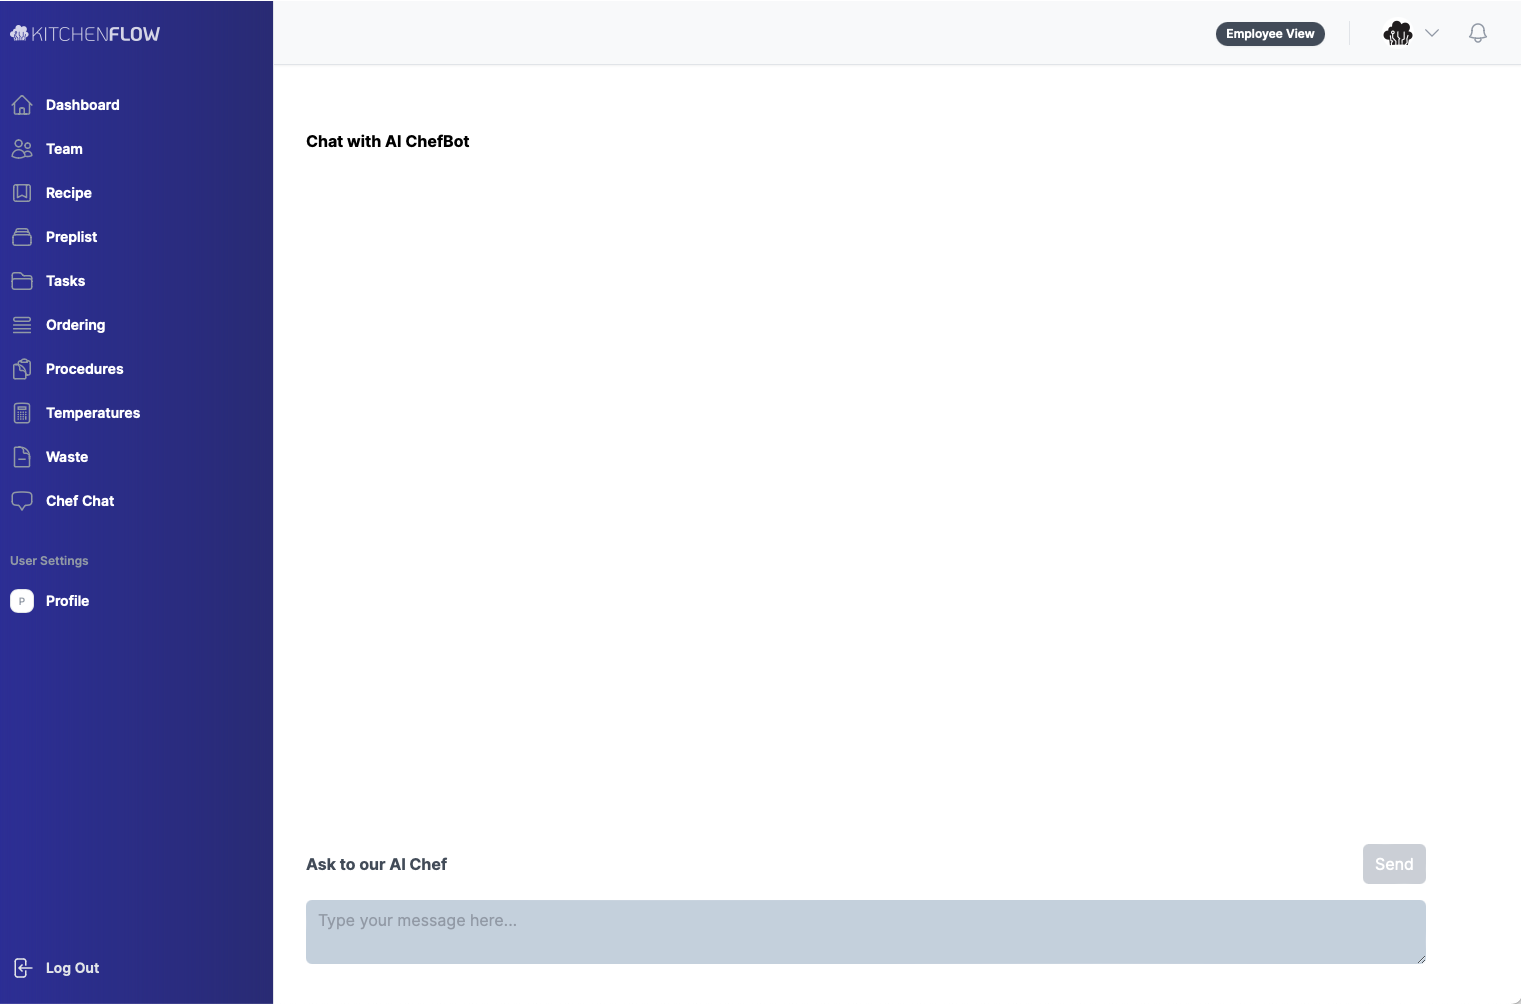 KITCHENFLOW
Employee View
Dashboard
Team
Recipe
Preplist
Tasks
Ordering
Procedures
Temperatures
Waste
Chef Chat
User Settings
P
Profile
Log Out
Chat with AI ChefBot
Ask to our AI Chef
Send
Type your message here...